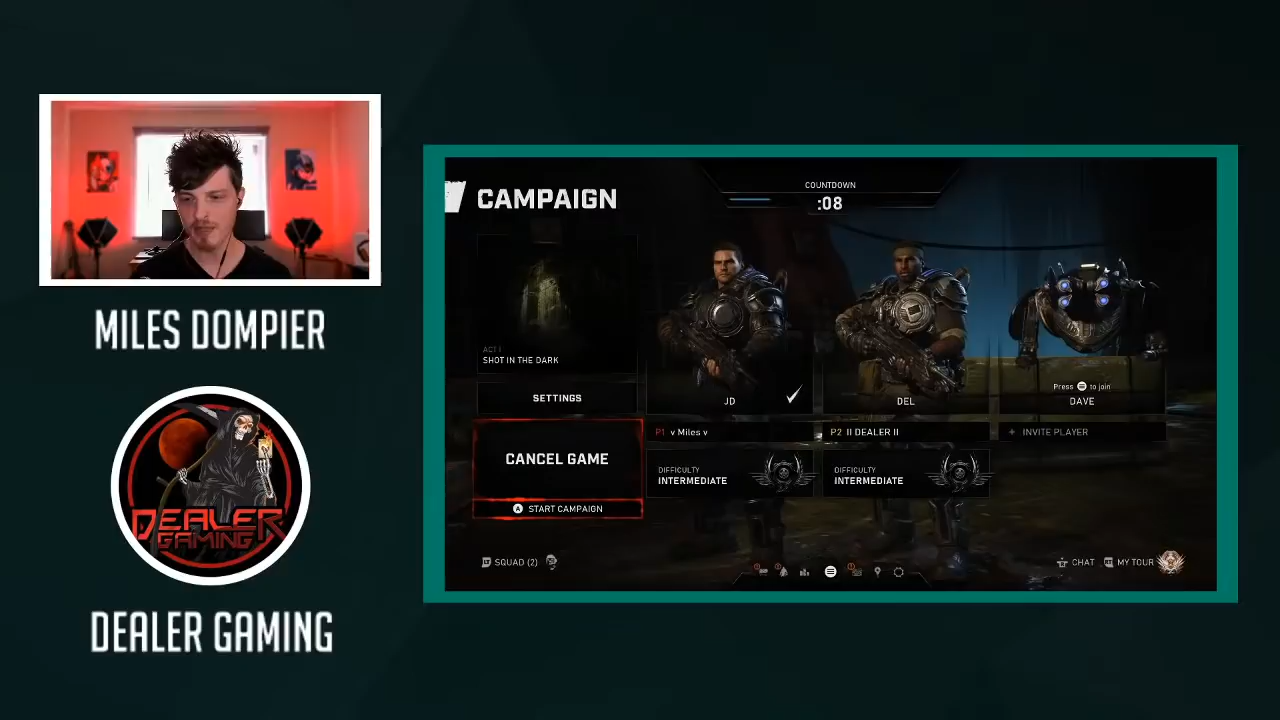 MILES DOMPIER
DEALER
GAMING
DEALER GAMING
CAMPAIGN
COUNTDOWN
:08
ACT I
SHOT IN THE DARK
SETTINGS
CANCEL GAME
A START CAMPAIGN
JD
DEL
Press to join
DAVE
P1 v Miles v
P2 II DEALER II
+ INVITE PLAYER
DIFFICULTY
INTERMEDIATE
DIFFICULTY
INTERMEDIATE
SQUAD (2)
CHAT
MY TOUR